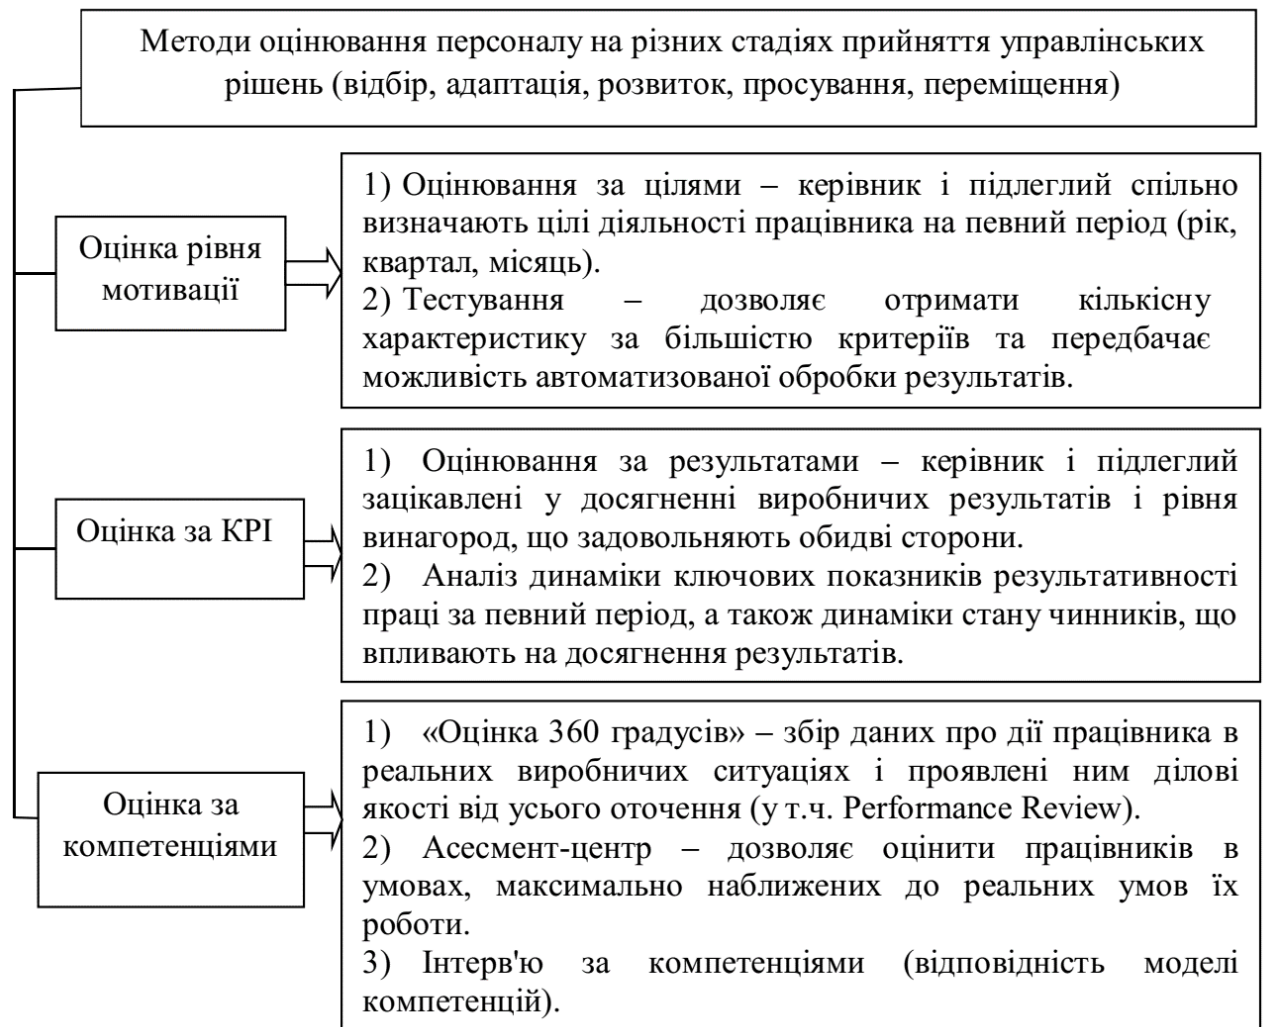 Методи оцінювання персоналу на різних стадіях прийняття управлінських
рішень (відбір, адаптація, розвиток, просування, переміщення)
Оцінка рівня
мотивації
1) Оцінювання за цілями – керівник і підлеглий спільно
визначають цілі діяльності працівника на певний період (рік,
квартал, місяць).
2) Тестування – дозволяє отримати кількісну
характеристику за більшістю критеріїв та передбачає
можливість автоматизованої обробки результатів.
Оцінка за KPI
1) Оцінювання за результатами – керівник і підлеглий
зацікавлені у досягненні виробничих результатів і рівня
винагород, що задовольняють обидві сторони.
2) Аналіз динаміки ключових показників результативності
праці за певний період, а також динаміки стану чинників, що
впливають на досягнення результатів.
Оцінка за
компетенціями
1) «Оцінка 360 градусів» – збір даних про дії працівника в
реальних виробничих ситуаціях і проявлені ним ділові
якості від усього оточення (у т.ч. Performance Review).
2) Асесмент-центр – дозволяє оцінити працівників в
умовах, максимально наближених до реальних умов їх
роботи.
3) Інтерв'ю за компетенціями (відповідність моделі
компетенцій).